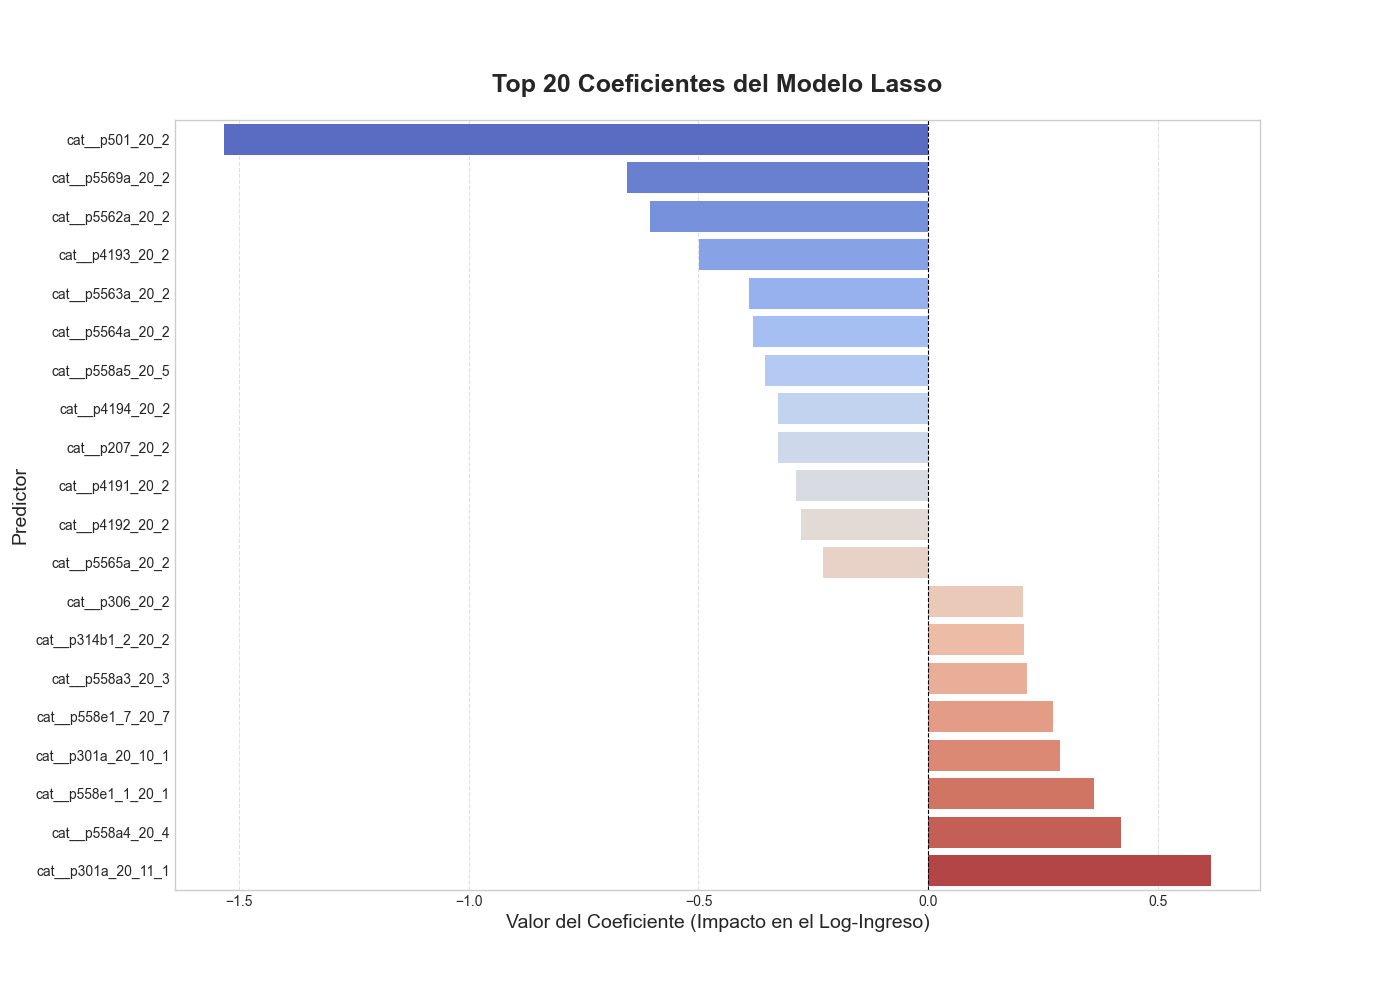 Top 20 Coeficientes del Modelo Lasso
Predictor
cat__p501_20_2
cat__p5569a_20_2
cat__p5562a_20_2
cat__p4193_20_2
cat__p5563a_20_2
cat__p5564a_20_2
cat__p558a5_20_5
cat__p4194_20_2
cat__p207_20_2
cat__p4191_20_2
cat__p4192_20_2
cat__p5565a_20_2
cat__p306_20_2
cat__p314b1_2_20_2
cat__p558a3_20_3
cat__p558e1_7_20_7
cat__p301a_20_10_1
cat__p558e1_1_20_1
cat__p558a4_20_4
cat__p301a_20_11_1
−1.5 −1.0 −0.5 0.0 0.5
Valor del Coeficiente (Impacto en el Log-Ingreso)